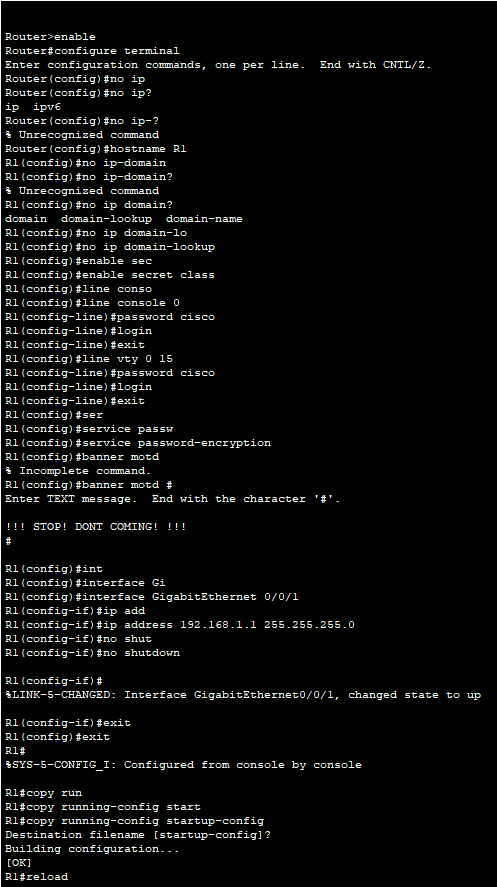 Router>enable
Router#configure terminal
Enter configuration commands, one per line.  End with CNTL/Z.
Router(config)#no ip
Router(config)#no ip?
ip  ipv6
Router(config)#no ip-?
% Unrecognized command
Router(config)#hostname R1
R1(config)#no ip-domain
R1(config)#no ip-domain?
% Unrecognized command
R1(config)#no ip domain?
domain  domain-lookup  domain-name
R1(config)#no ip domain-lo
R1(config)#no ip domain-lookup
R1(config)#enable sec
R1(config)#enable secret class
R1(config)#line conso
R1(config)#line console 0
R1(config-line)#password cisco
R1(config-line)#login
R1(config-line)#exit
R1(config)#line vty 0 15
R1(config-line)#password cisco
R1(config-line)#login
R1(config-line)#exit
R1(config)#ser
R1(config)#service passw
R1(config)#service password-encryption
R1(config)#banner motd
% Incomplete command.
R1(config)#banner motd #
Enter TEXT message.  End with the character '#'.
!!! STOP! DONT COMING! !!!
#
R1(config)#int
R1(config)#interface Gi
R1(config)#interface GigabitEthernet 0/0/1
R1(config-if)#ip add
R1(config-if)#ip address 192.168.1.1 255.255.255.0
R1(config-if)#no shut
R1(config-if)#no shutdown
R1(config-if)#
%LINK-5-CHANGED: Interface GigabitEthernet0/0/1, changed state to up
R1(config-if)#exit
R1(config)#exit
R1#
%SYS-5-CONFIG_I: Configured from console by console
R1#copy run
R1#copy running-config start
R1#copy running-config startup-config
Destination filename [startup-config]?
Building configuration...
[OK]
R1#reload